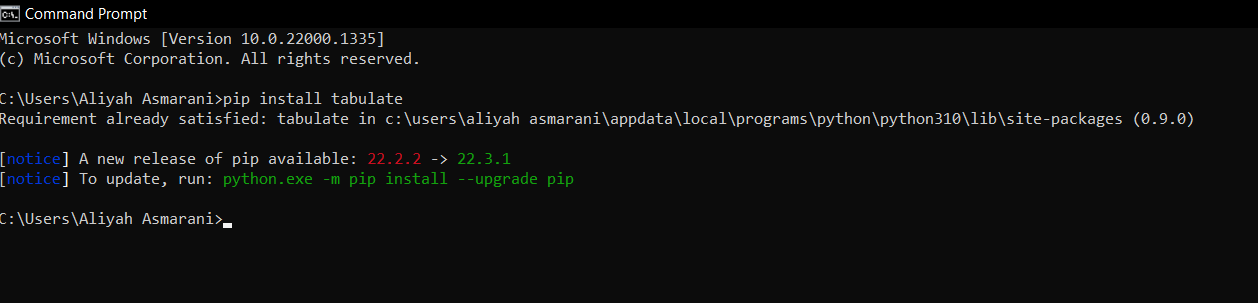 Command Prompt
Microsoft Windows [Version 10.0.22000.1335]
(c) Microsoft Corporation. All rights reserved.
C:\Users\Aliyah Asmarani>pip install tabulate
Requirement already satisfied: tabulate in c:\users\aliyah asmarani\appdata\local\programs\python\python310\lib\site-packages (0.9.0)
[notice] A new release of pip available: 22.2.2 -> 22.3.1
[notice] To update, run: python.exe -m pip install --upgrade pip
C:\Users\Aliyah Asmarani>